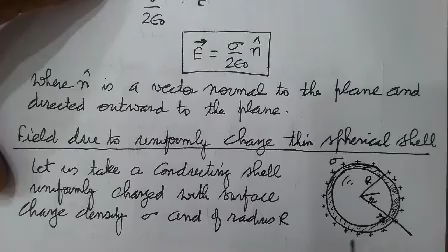 σ
2ε₀
E⃗ = σ/2ε₀ n̂
Where n̂ is a vector normal to the plane and
directed outward to the plane.
Field due to uniformly charge thin spherical shell
Let us take a Conducting shell
uniformly charged with surface
charge density σ and of radius R
σ
R